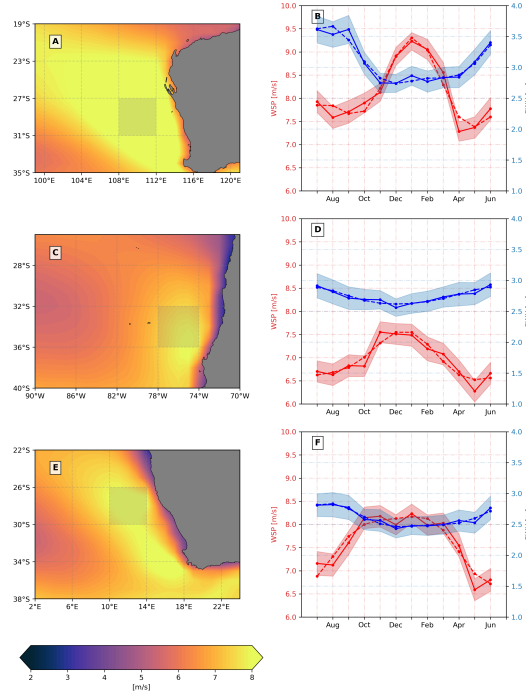 A
19°S
23°S
27°S
31°S
35°S
100°E 108°E 112°E 116°E 120°E
B
10.0
9.5
9.0
8.5
8.0
7.5
7.0
6.5
6.0
WSP [m/s]
4.0
3.5
3.0
2.5
2.0
1.5
1.0
Aug Oct Dec Feb Apr Jun
C
28°S
32°S
36°S
40°S
90°W 86°W 82°W 78°W 74°W 70°W
D
10.0
9.5
9.0
8.5
8.0
7.5
7.0
6.5
6.0
WSP [m/s]
4.0
3.5
3.0
2.5
2.0
1.5
1.0
Aug Oct Dec Feb Apr Jun
E
22°S
26°S
30°S
34°S
38°S
2°E 6°E 10°E 14°E 18°E 22°E
F
10.0
9.5
9.0
8.5
8.0
7.5
7.0
6.5
6.0
WSP [m/s]
4.0
3.5
3.0
2.5
2.0
1.5
1.0
Aug Oct Dec Feb Apr Jun
2 3 4 5 6 7 8
[m/s]